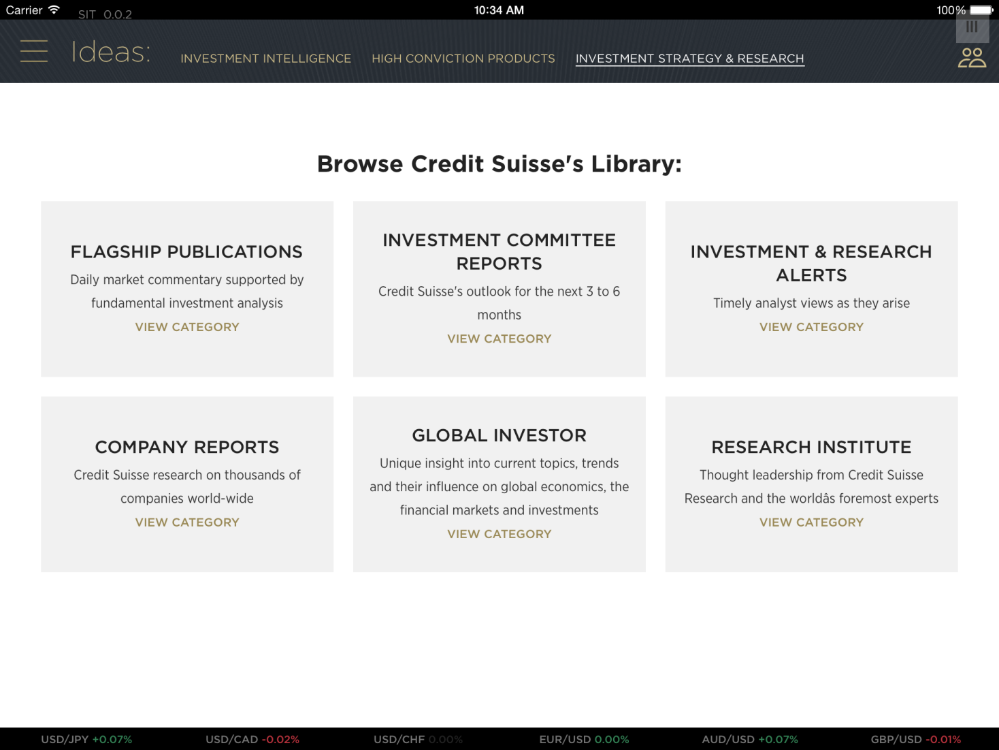 Carrier SIT 0.0.2 10:34 AM 100%
Ideas: INVESTMENT INTELLIGENCE HIGH CONVICTION PRODUCTS INVESTMENT STRATEGY & RESEARCH
Browse Credit Suisse's Library:
FLAGSHIP PUBLICATIONS
Daily market commentary supported by
fundamental investment analysis
VIEW CATEGORY
INVESTMENT COMMITTEE
REPORTS
Credit Suisse's outlook for the next 3 to 6
months
VIEW CATEGORY
INVESTMENT & RESEARCH
ALERTS
Timely analyst views as they arise
VIEW CATEGORY
COMPANY REPORTS
Credit Suisse research on thousands of
companies world-wide
VIEW CATEGORY
GLOBAL INVESTOR
Unique insight into current topics, trends
and their influence on global economics, the
financial markets and investments
VIEW CATEGORY
RESEARCH INSTITUTE
Thought leadership from Credit Suisse
Research and the worldâs foremost experts
VIEW CATEGORY
USD/JPY +0.07% USD/CAD -0.02% USD/CHF 0.00% EUR/USD 0.00% AUD/USD +0.07% GBP/USD -0.01%